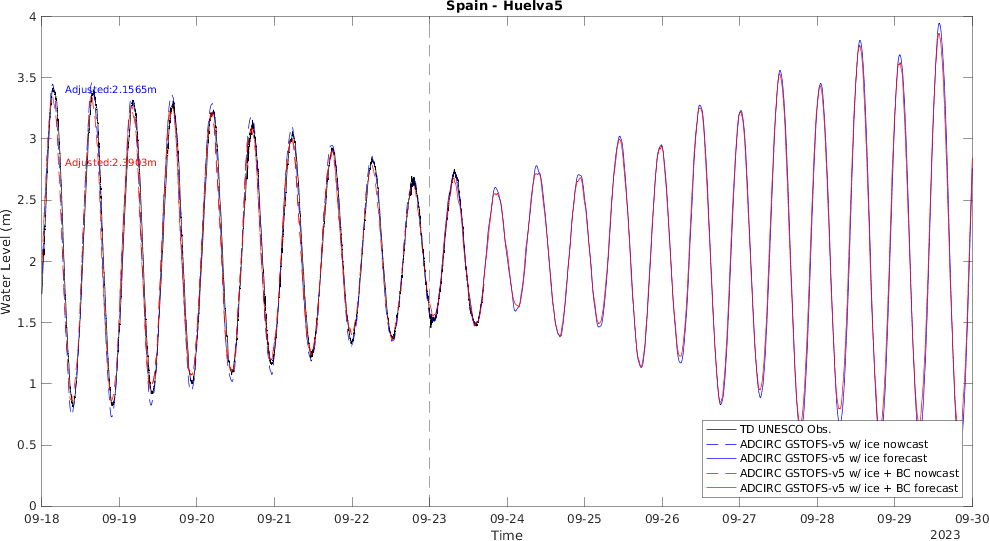 Spain - Huelva5
4
3.5
3
2.5
2
1.5
1
0.5
0
Water Level (m)
Adjusted:2.1565m
Adjusted:2.3903m
TD UNESCO Obs.
ADCIRC GSTOFS-v5 w/ ice nowcast
ADCIRC GSTOFS-v5 w/ ice forecast
ADCIRC GSTOFS-v5 w/ ice + BC nowcast
ADCIRC GSTOFS-v5 w/ ice + BC forecast
09-18 09-19 09-20 09-21 09-22 09-23 09-24 09-25 09-26 09-27 09-28 09-29 09-30
Time
2023